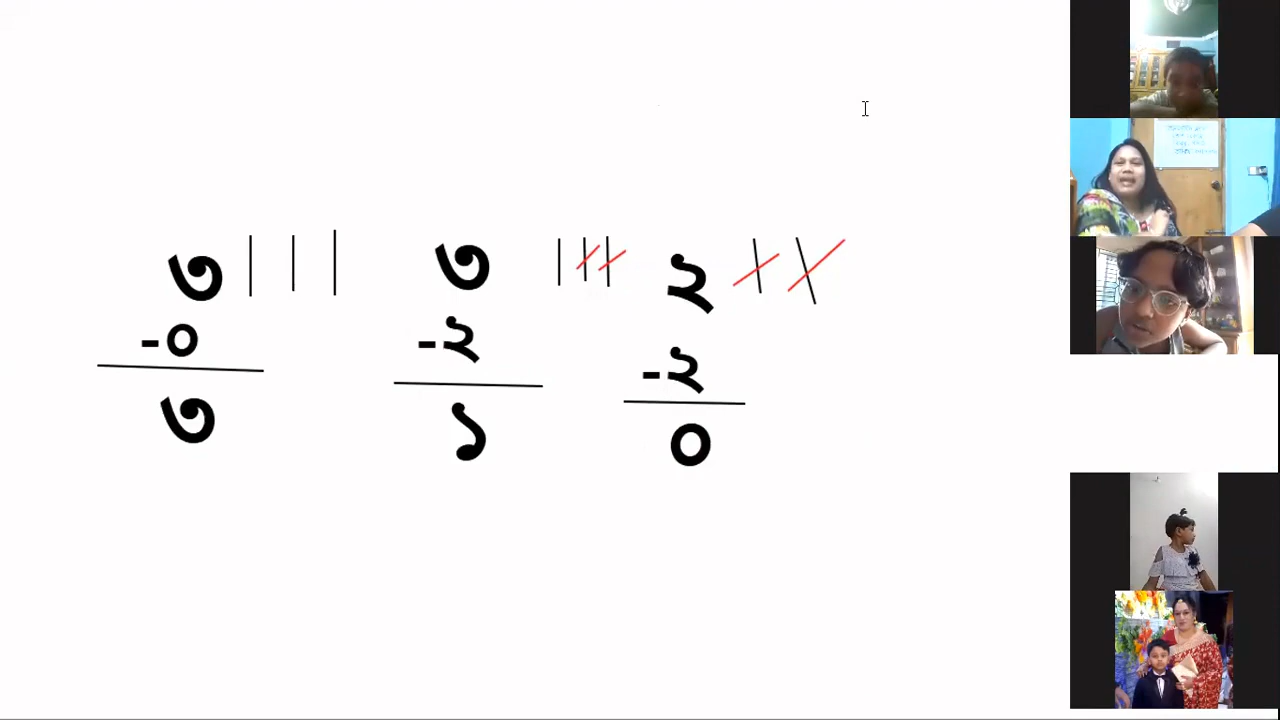 ৩ ৩ ২
-০ -২ -২
৩ ১ ০